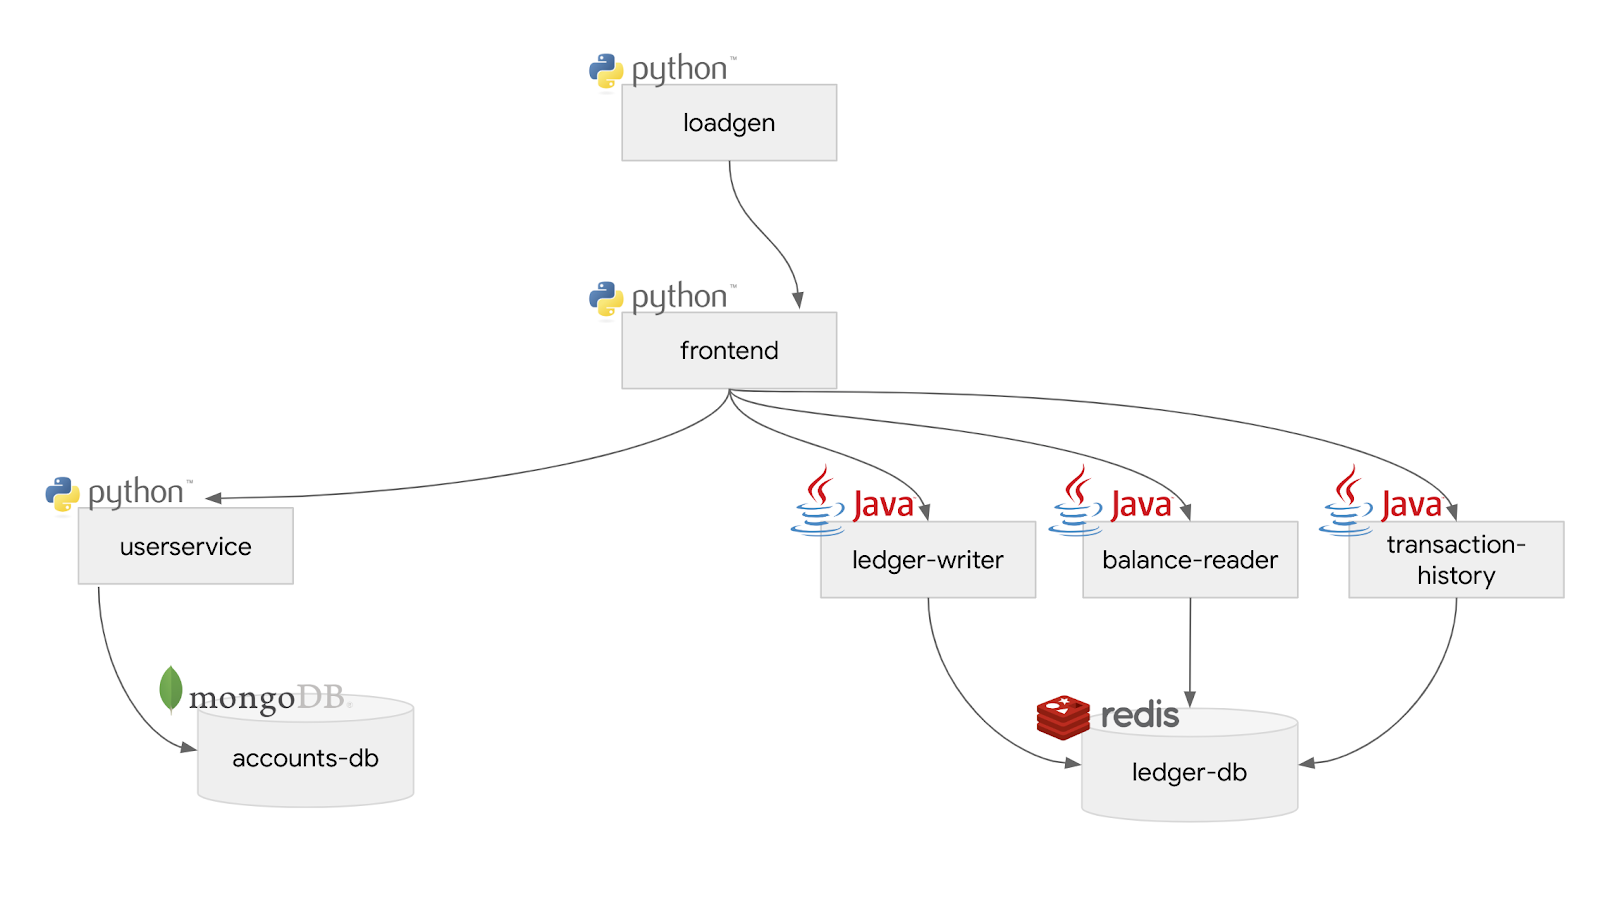 python™
loadgen
python™
frontend
python™
userservice
Java
ledger-writer
Java
balance-reader
Java
transaction-
history
mongoDB
accounts-db
redis
ledger-db